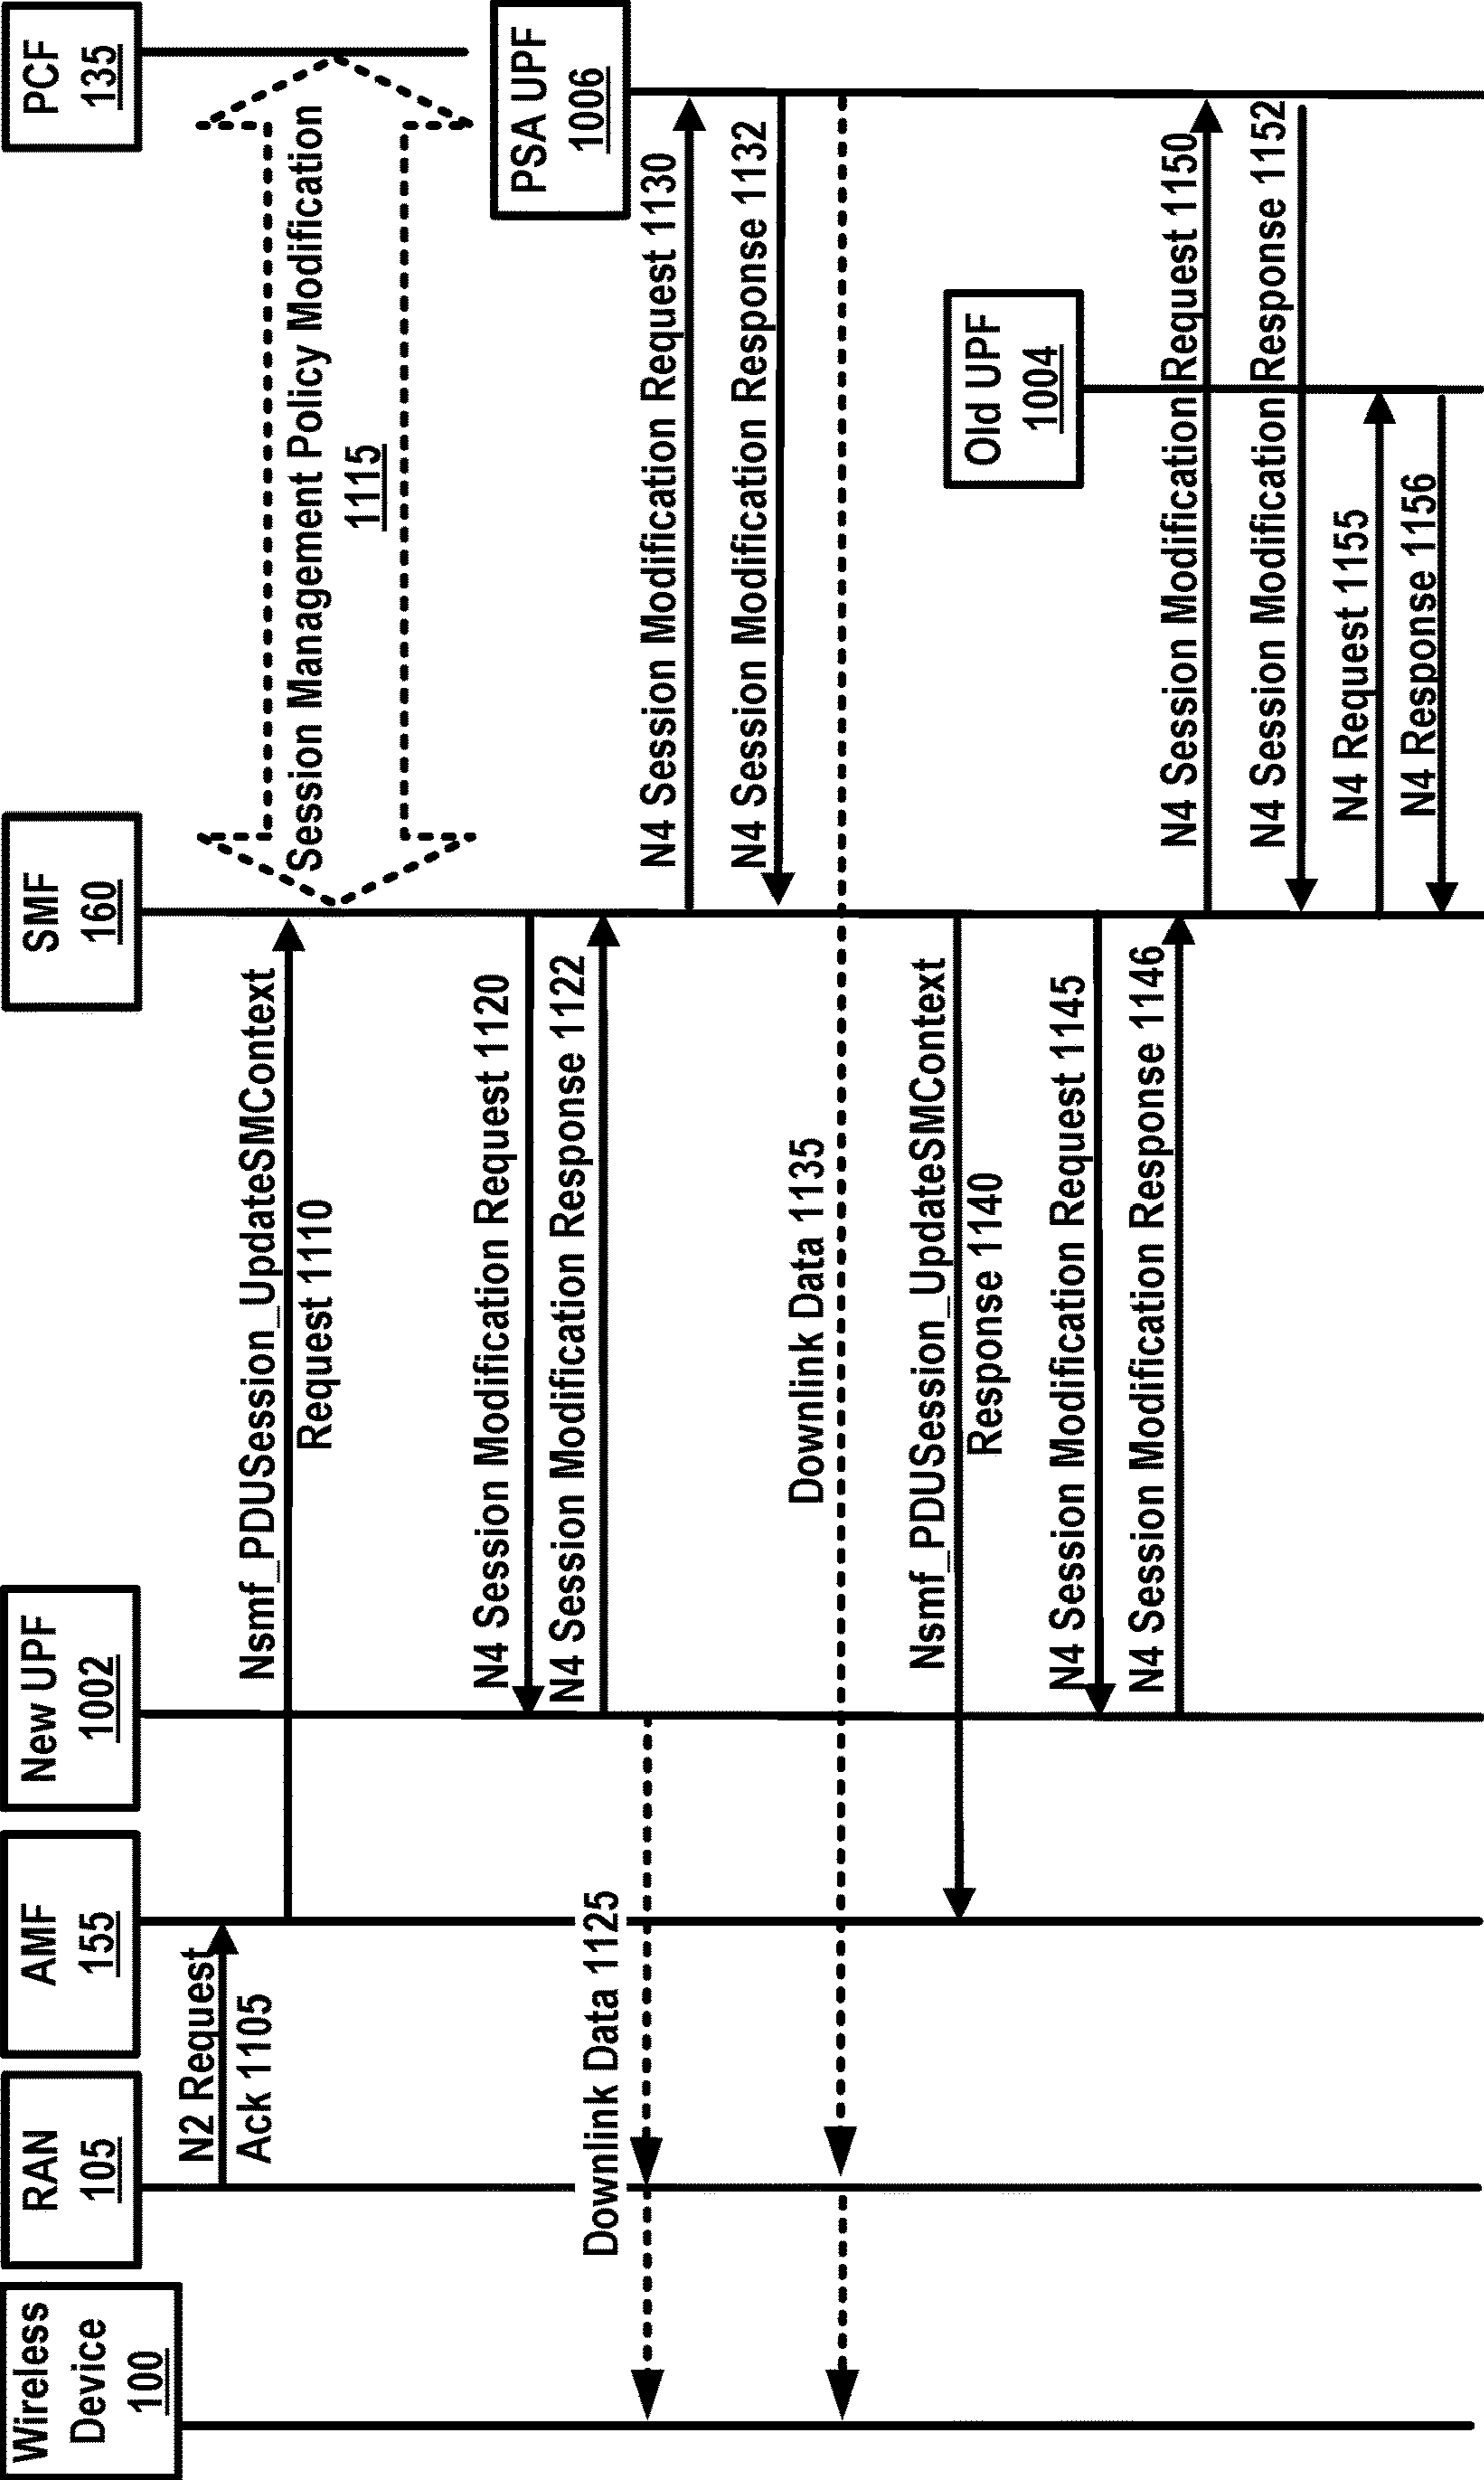 Wireless
Device
100
RAN
105
AMF
155
New UPF
1002
SMF
160
PCF
135
N2 Request
Ack 1105
Nsmf_PDUSession_UpdateSMContext
Request 1110
Session Management Policy Modification
1115
N4 Session Modification Request 1120
N4 Session Modification Response 1122
PSA UPF
1006
Downlink Data 1125
N4 Session Modification Request 1130
N4 Session Modification Response 1132
Downlink Data 1135
Nsmf_PDUSession_UpdateSMContext
Response 1140
Old UPF
1004
N4 Session Modification Request 1145
N4 Session Modification Response 1146
N4 Session Modification Request 1150
N4 Session Modification Response 1152
N4 Request 1155
N4 Response 1156